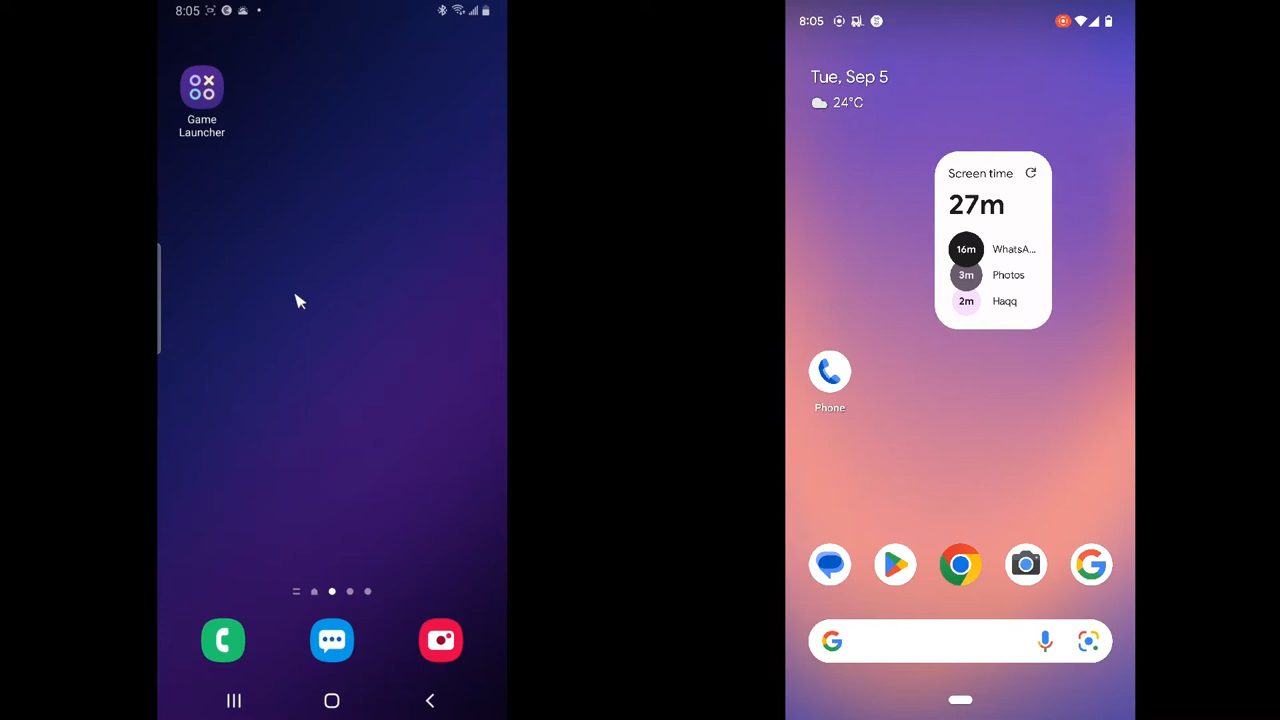 8:05
Game
Launcher
8:05
Tue, Sep 5
24°C
Screen time
27m
16m WhatsA...
3m Photos
2m Haqq
Phone